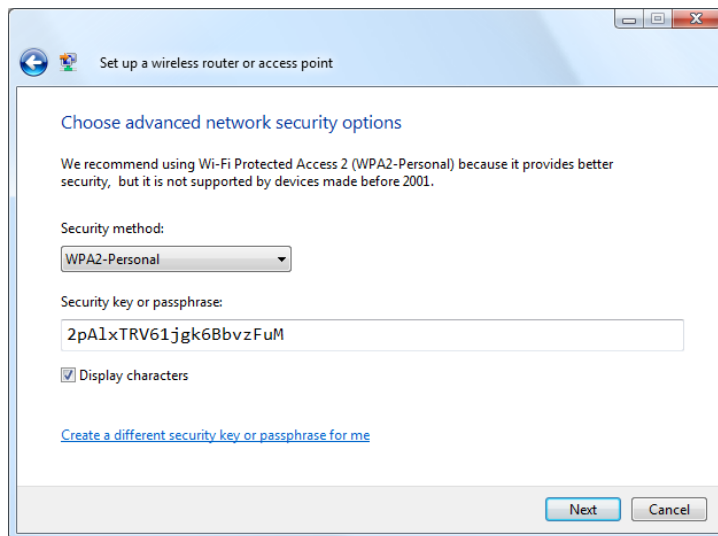 Set up a wireless router or access point
Choose advanced network security options
We recommend using Wi-Fi Protected Access 2 (WPA2-Personal) because it provides better
security,  but it is not supported by devices made before 2001.
Security method:
WPA2-Personal
Security key or passphrase:
2pAlxTRV61jgk6BbvzFuM
Display characters
Create a different security key or passphrase for me
Next
Cancel